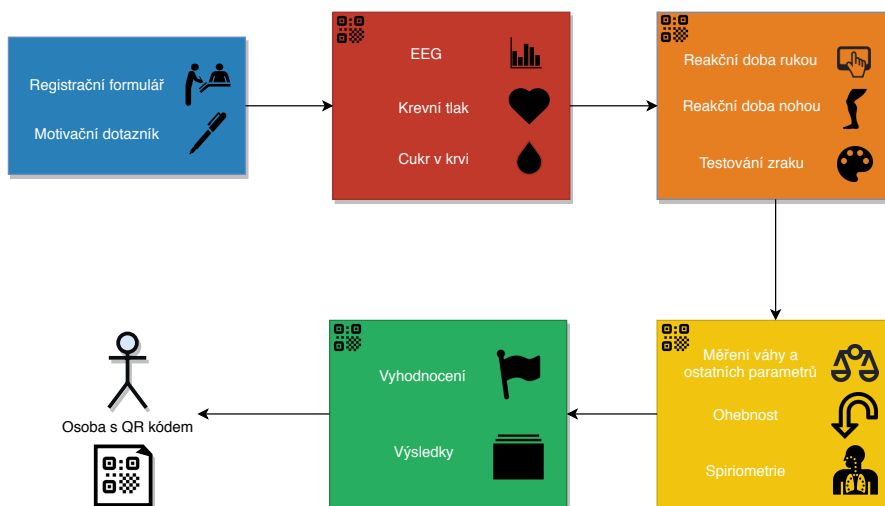 Registrační formulář
Motivační dotazník
EEG
Krevní tlak
Cukr v krvi
Reakční doba rukou
Reakční doba nohou
Testování zraku
Měření váhy a
ostatních parametrů
Ohebnost
Spiriometrie
Vyhodnocení
Výsledky
Osoba s QR kódem